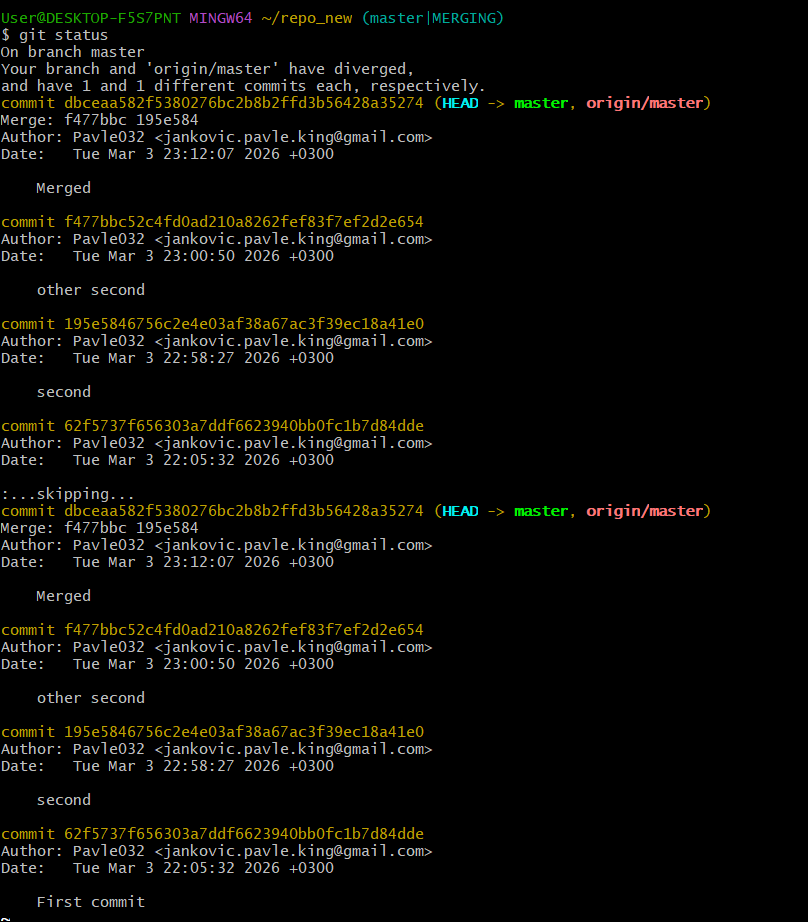 User@DESKTOP-F5S7PNT MINGW64 ~/repo_new (master|MERGING)
$ git status
On branch master
Your branch and 'origin/master' have diverged,
and have 1 and 1 different commits each, respectively.
commit dbceaa582f5380276bc2b8b2ffd3b56428a35274 (HEAD -> master, origin/master)
Merge: f477bbc 195e584
Author: Pavle032 <jankovic.pavle.king@gmail.com>
Date:   Tue Mar 3 23:12:07 2026 +0300
    Merged
commit f477bbc52c4fd0ad210a8262fef83f7ef2d2e654
Author: Pavle032 <jankovic.pavle.king@gmail.com>
Date:   Tue Mar 3 23:00:50 2026 +0300
    other second
commit 195e5846756c2e4e03af38a67ac3f39ec18a41e0
Author: Pavle032 <jankovic.pavle.king@gmail.com>
Date:   Tue Mar 3 22:58:27 2026 +0300
    second
commit 62f5737f656303a7ddf6623940bb0fc1b7d84dde
Author: Pavle032 <jankovic.pavle.king@gmail.com>
Date:   Tue Mar 3 22:05:32 2026 +0300
:...skipping...
commit dbceaa582f5380276bc2b8b2ffd3b56428a35274 (HEAD -> master, origin/master)
Merge: f477bbc 195e584
Author: Pavle032 <jankovic.pavle.king@gmail.com>
Date:   Tue Mar 3 23:12:07 2026 +0300
    Merged
commit f477bbc52c4fd0ad210a8262fef83f7ef2d2e654
Author: Pavle032 <jankovic.pavle.king@gmail.com>
Date:   Tue Mar 3 23:00:50 2026 +0300
    other second
commit 195e5846756c2e4e03af38a67ac3f39ec18a41e0
Author: Pavle032 <jankovic.pavle.king@gmail.com>
Date:   Tue Mar 3 22:58:27 2026 +0300
    second
commit 62f5737f656303a7ddf6623940bb0fc1b7d84dde
Author: Pavle032 <jankovic.pavle.king@gmail.com>
Date:   Tue Mar 3 22:05:32 2026 +0300
    First commit
~